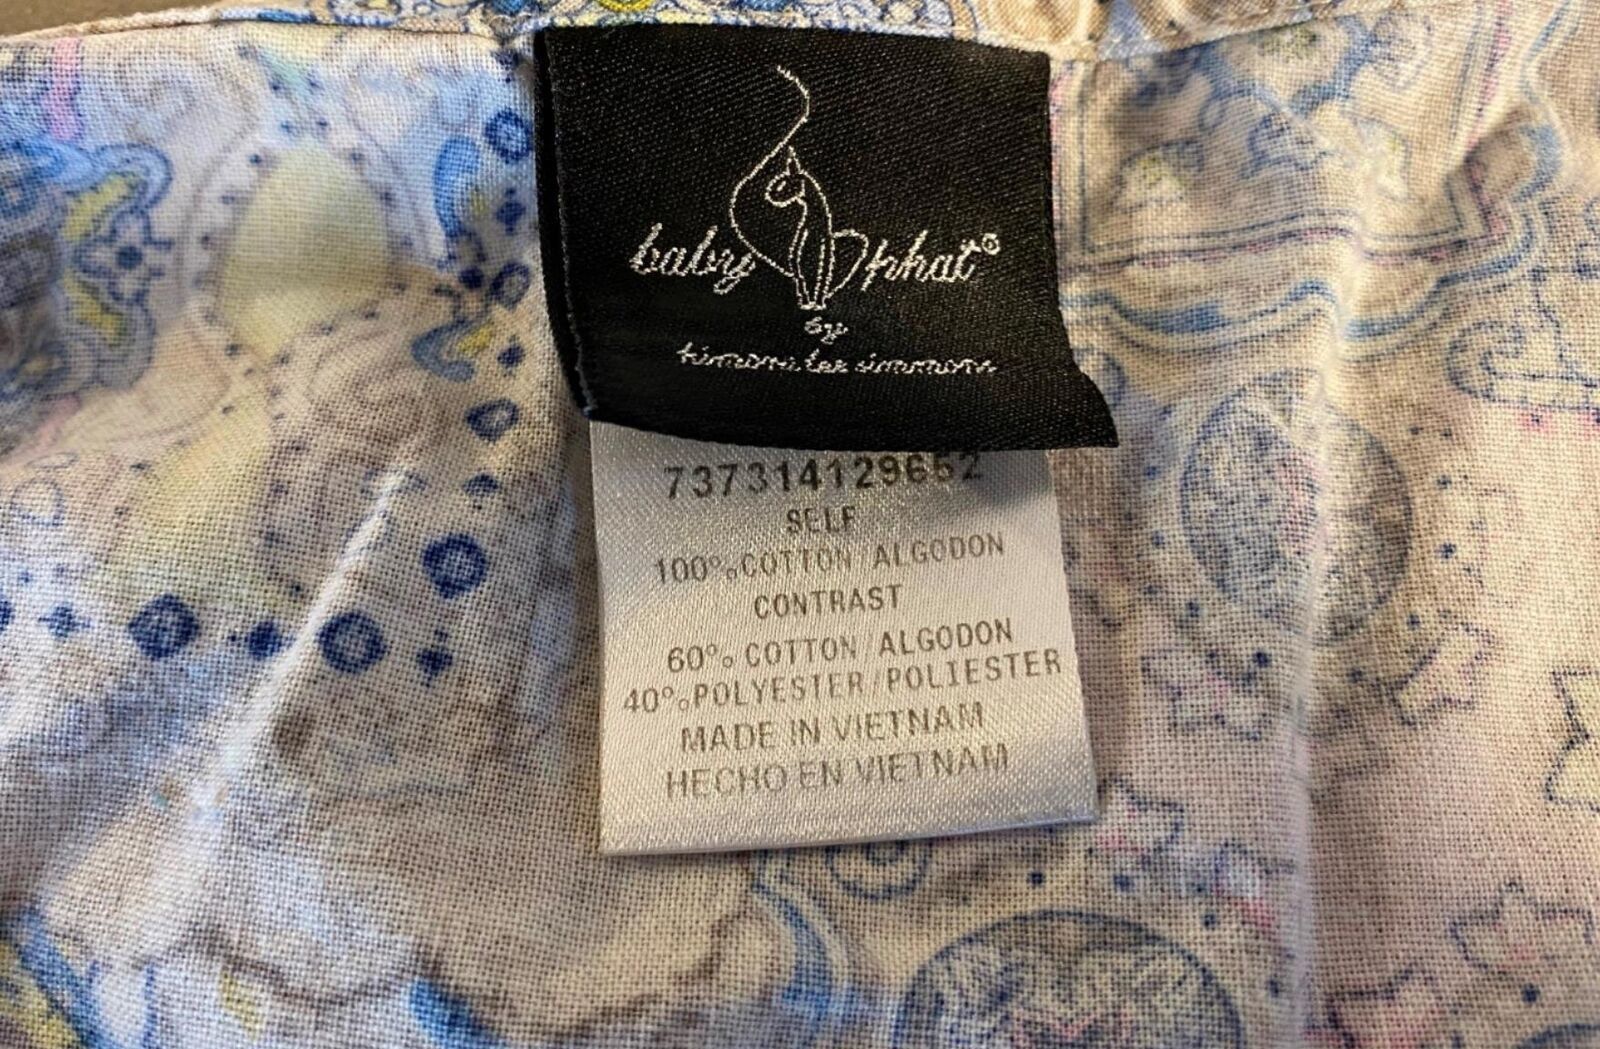 baby phat®
by
kimora lee simmons
737314129652
SELF
100% COTTON/ALGODON
CONTRAST
60% COTTON/ALGODON
40% POLYESTER/POLIESTER
MADE IN VIETNAM
HECHO EN VIETNAM